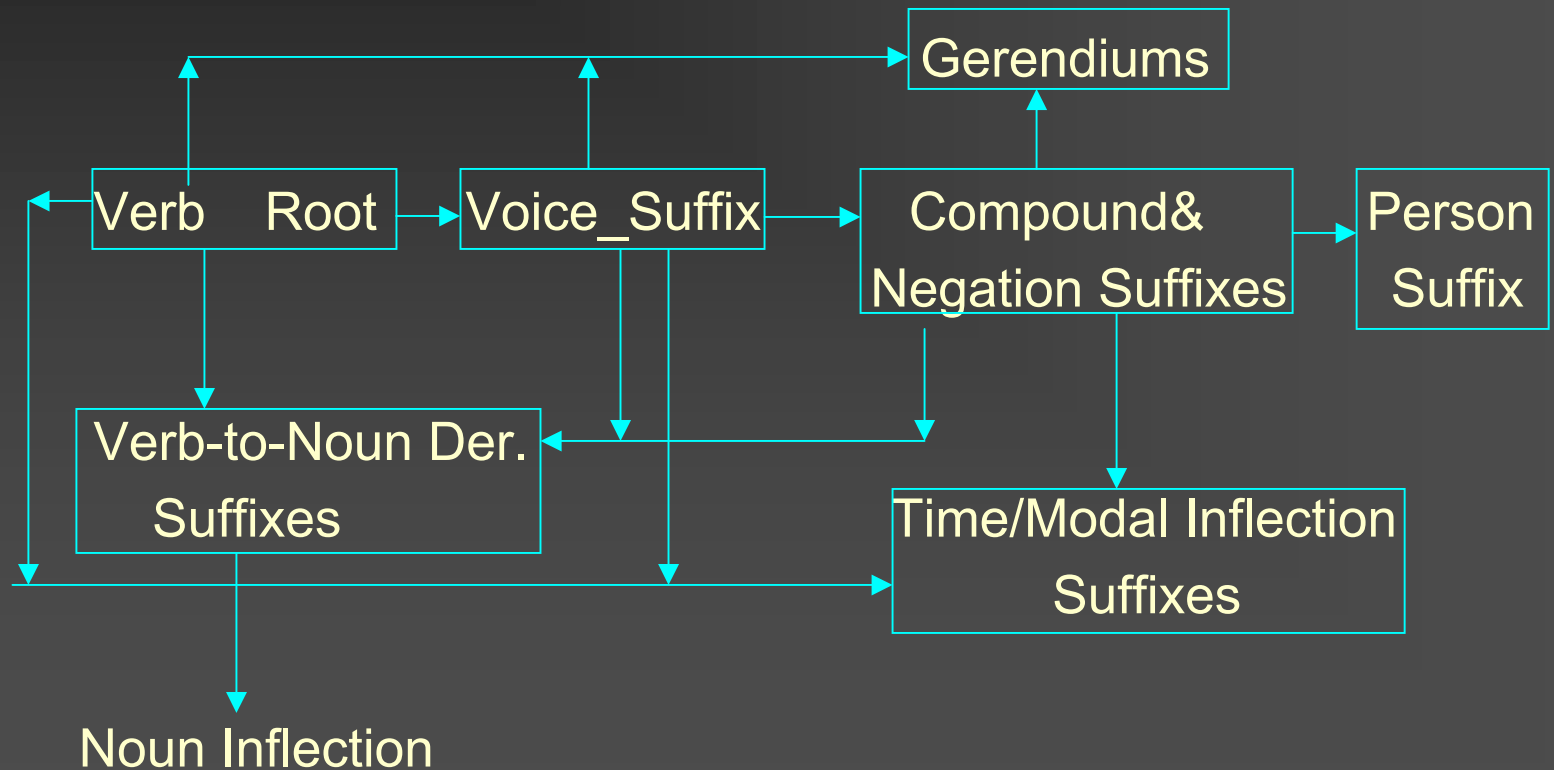 Gerendiums
Verb Root
Voice_Suffix
Compound&
Negation Suffixes
Person
Suffix
Verb-to-Noun Der.
Suffixes
Time/Modal Inflection
Suffixes
Noun Inflection